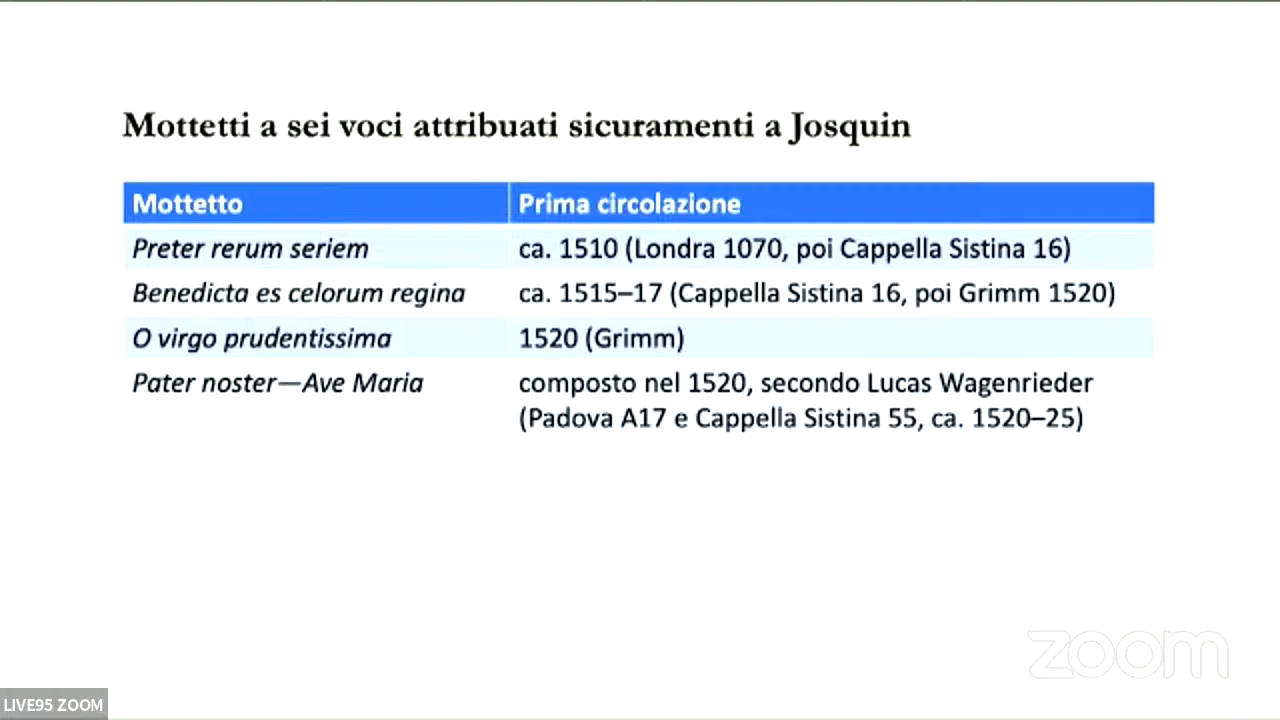 Mottetti a sei voci attribuati sicuramenti a Josquin
Mottetto
Prima circolazione
Preter rerum seriem
ca. 1510 (Londra 1070, poi Cappella Sistina 16)
Benedicta es celorum regina
ca. 1515–17 (Cappella Sistina 16, poi Grimm 1520)
O virgo prudentissima
1520 (Grimm)
Pater noster—Ave Maria
composto nel 1520, secondo Lucas Wagenrieder
(Padova A17 e Cappella Sistina 55, ca. 1520–25)
zoom
LIVE95 ZOOM